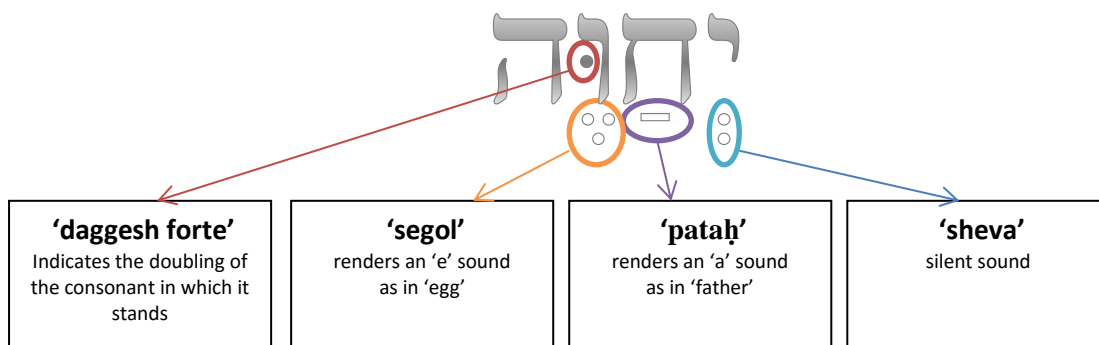 יְחַוֶּה
‘daggesh forte’
Indicates the doubling of
the consonant in which it
stands
‘segol’
renders an ‘e’ sound
as in ‘egg’
‘pataḥ’
renders an ‘a’ sound
as in ‘father’
‘sheva’
silent sound